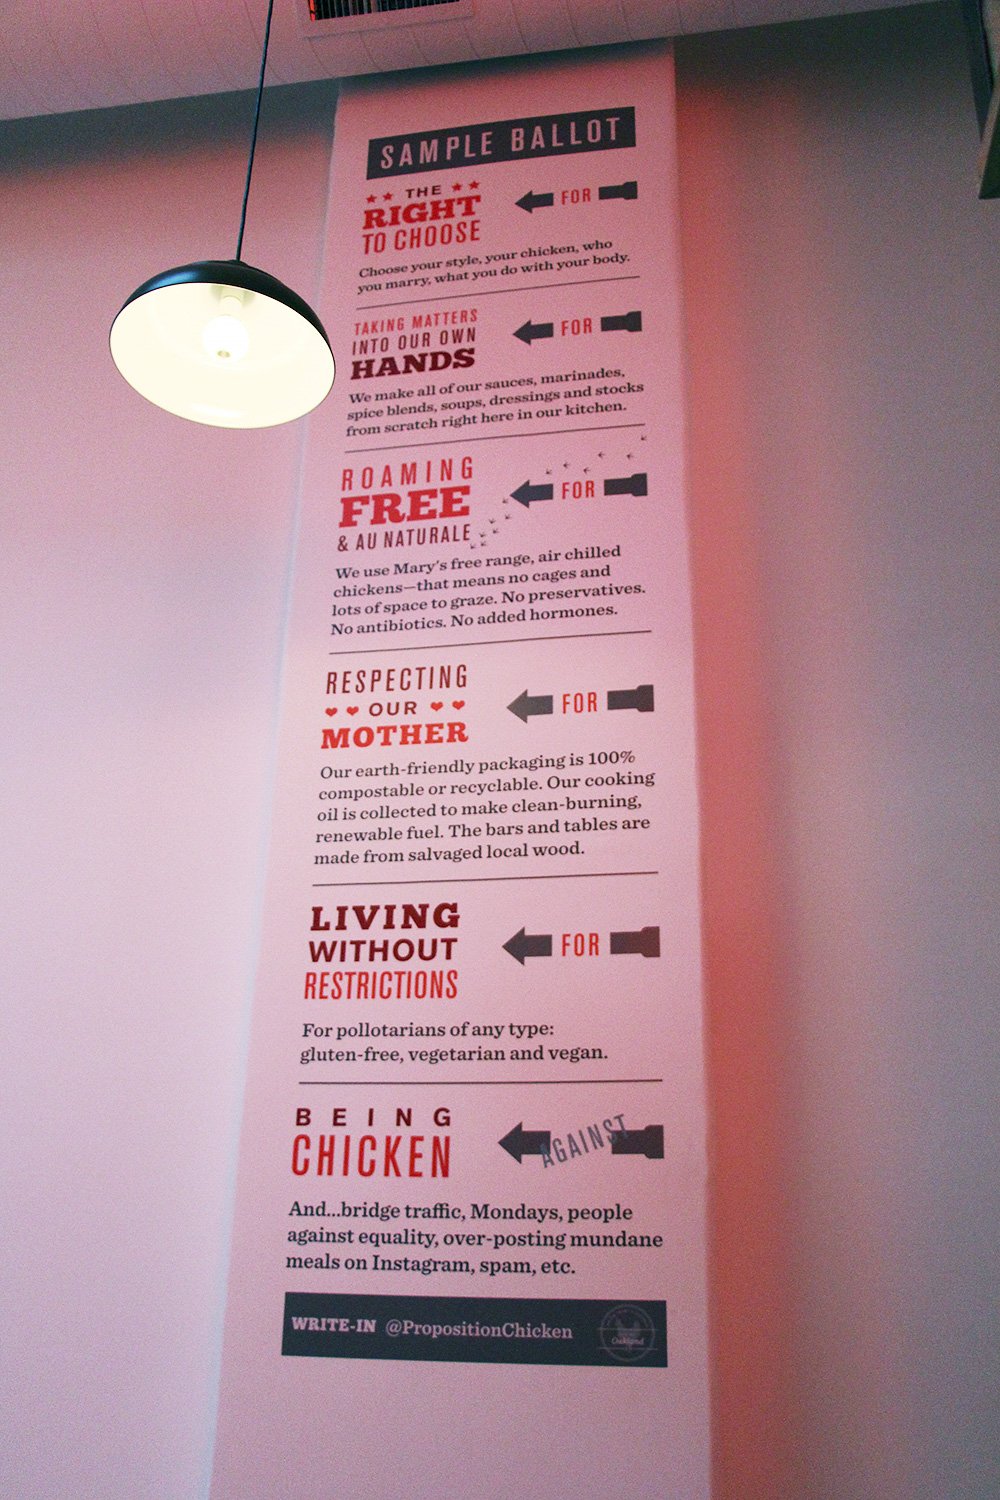 SAMPLE BALLOT
THE
RIGHT
TO CHOOSE
FOR
Choose your style, your chicken, who
you marry, what you do with your body.
TAKING MATTERS
INTO OUR OWN
HANDS
FOR
We make all of our sauces, marinades,
spice blends, soups, dressings and stocks
from scratch right here in our kitchen.
ROAMING
FREE
& AU NATURALE
FOR
We use Mary's free range, air chilled
chickens—that means no cages and
lots of space to graze. No preservatives.
No antibiotics. No added hormones.
RESPECTING
OUR
MOTHER
FOR
Our earth-friendly packaging is 100%
compostable or recyclable. Our cooking
oil is collected to make clean-burning,
renewable fuel. The bars and tables are
made from salvaged local wood.
LIVING
WITHOUT
RESTRICTIONS
FOR
For pollotarians of any type:
gluten-free, vegetarian and vegan.
BEING
CHICKEN
AGAINST
And...bridge traffic, Mondays, people
against equality, over-posting mundane
meals on Instagram, spam, etc.
WRITE-IN @PropositionChicken
Oakland